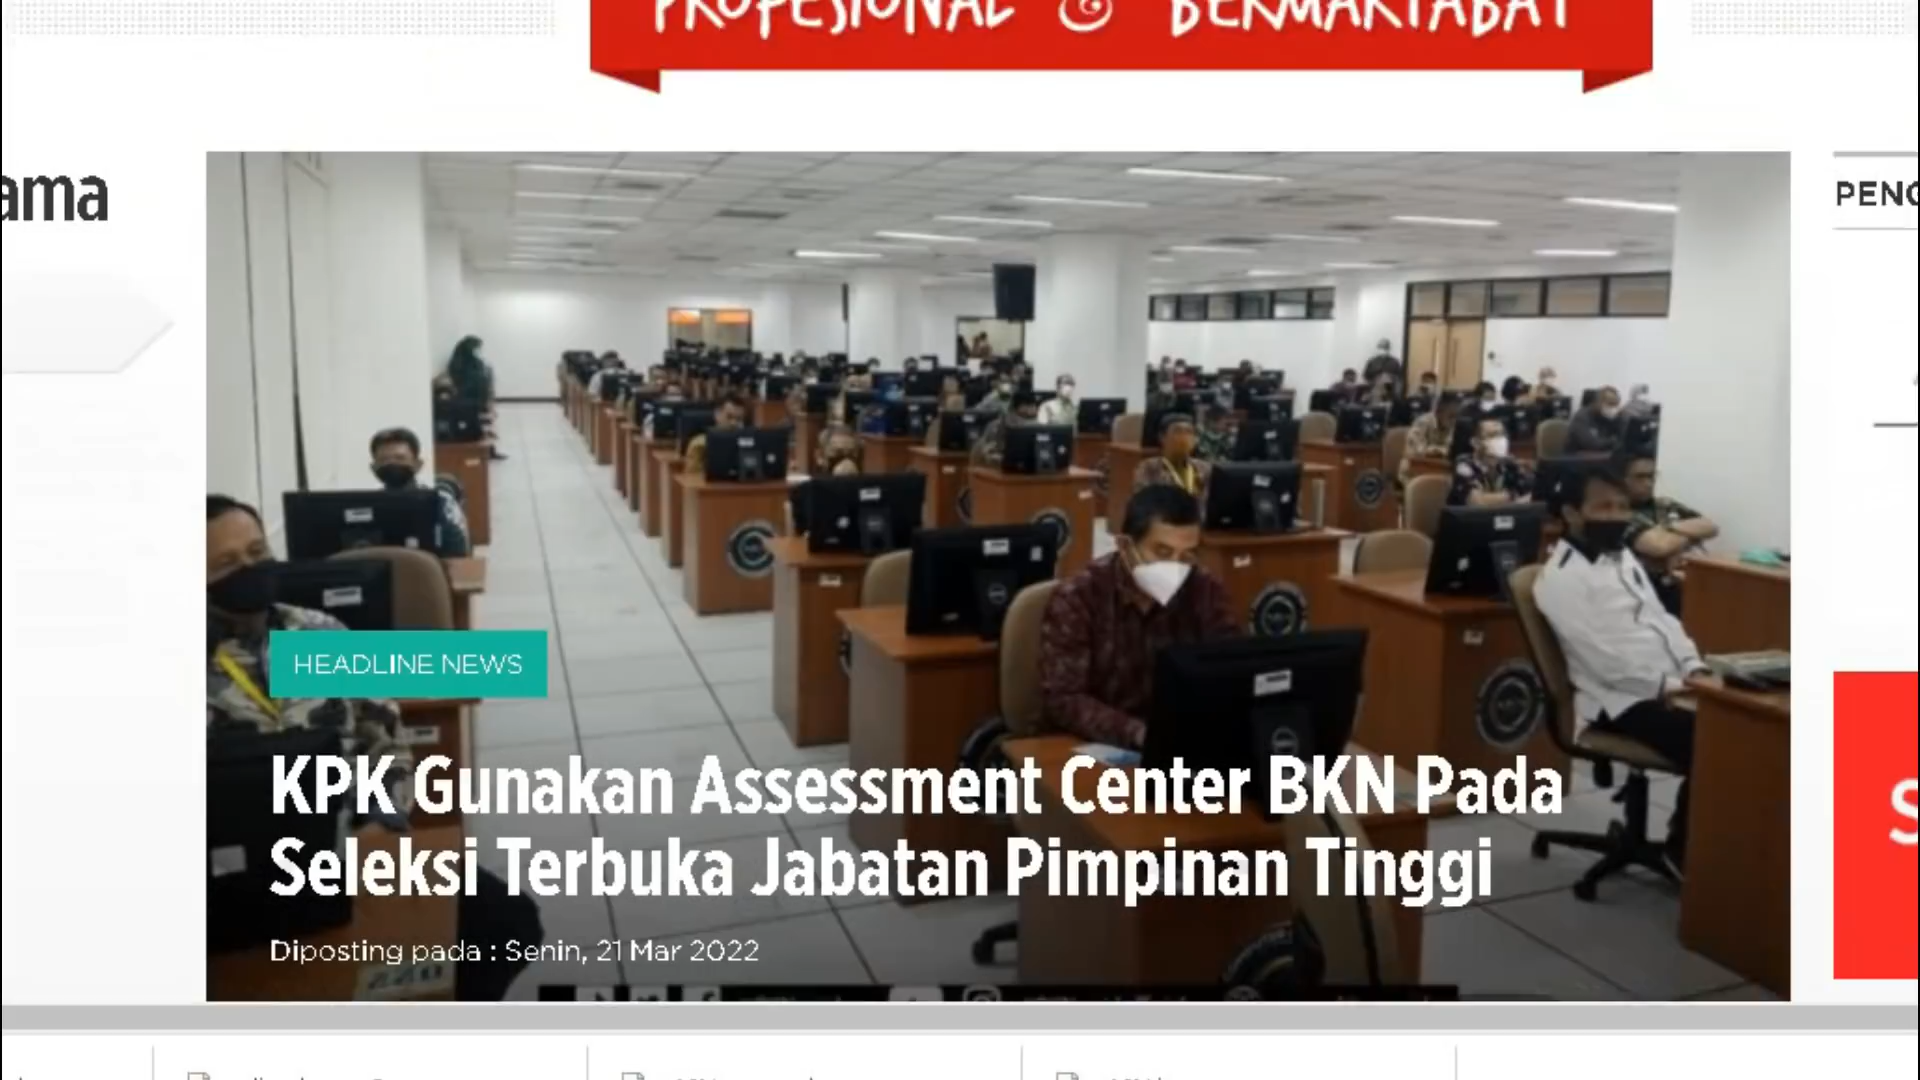 PROFESIONAL & BERMARTABAT
ama
PENG
HEADLINE NEWS
KPK Gunakan Assessment Center BKN Pada
Seleksi Terbuka Jabatan Pimpinan Tinggi
Diposting pada : Senin, 21 Mar 2022
S